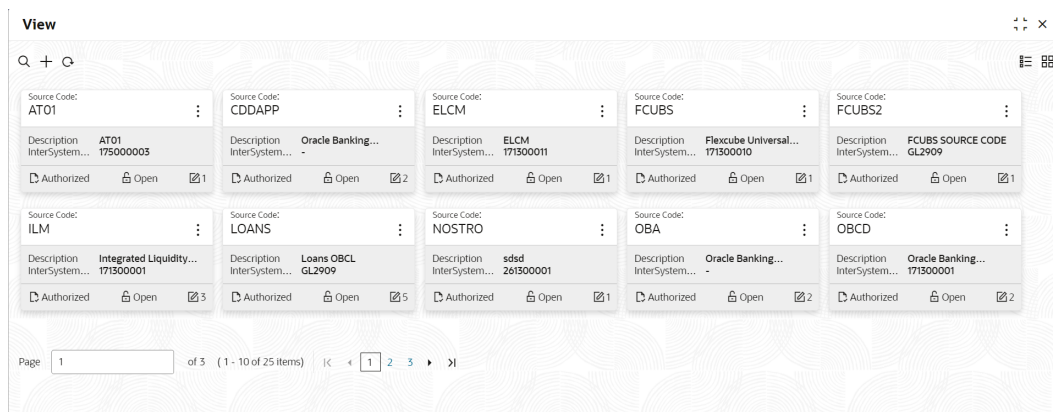 View
Source Code:
AT01
Description AT01
InterSystem... 175000003
Authorized Open 1
Source Code:
CDDAPP
Description Oracle Banking...
InterSystem... -
Authorized Open 2
Source Code:
ELCM
Description ELCM
InterSystem... 171300011
Authorized Open 1
Source Code:
FCUBS
Description Flexcube Universal...
InterSystem... 171300010
Authorized Open 1
Source Code:
FCUBS2
Description FCUBS SOURCE CODE
InterSystem... GL2909
Authorized Open 1
Source Code:
ILM
Description Integrated Liquidity...
InterSystem... 171300001
Authorized Open 3
Source Code:
LOANS
Description Loans OBCL
InterSystem... GL2909
Authorized Open 5
Source Code:
NOSTRO
Description sdsd
InterSystem... 261300001
Authorized Open 1
Source Code:
OBA
Description Oracle Banking...
InterSystem... -
Authorized Open 2
Source Code:
OBCD
Description Oracle Banking...
InterSystem... 171300001
Authorized Open 2
Page 1 of 3 ( 1 - 10 of 25 items) 1 2 3